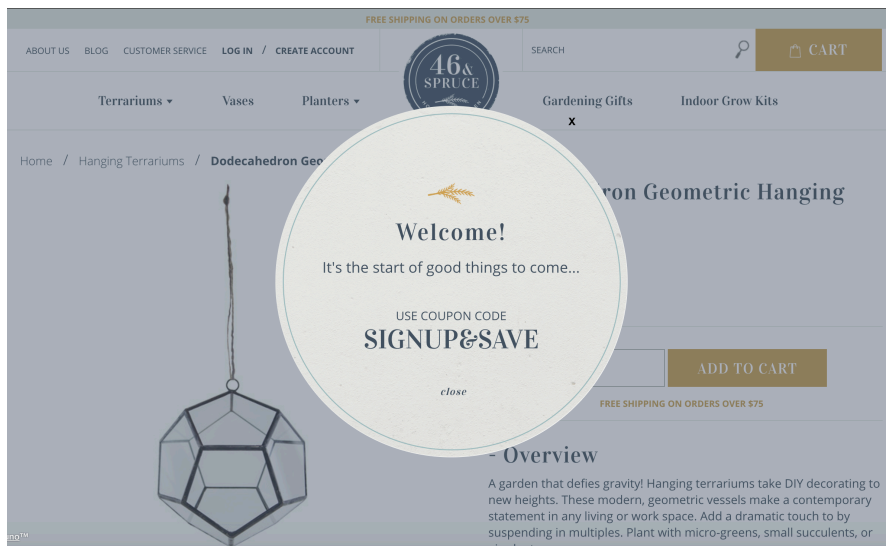 FREE SHIPPING ON ORDERS OVER $75
ABOUT US BLOG CUSTOMER SERVICE LOG IN / CREATE ACCOUNT
46&
SPRUCE
SEARCH
CART
Terrariums Vases Planters Gardening Gifts Indoor Grow Kits
x
Home / Hanging Terrariums / Dodecahedron Geo
ron Geometric Hanging
Welcome!
It's the start of good things to come...
USE COUPON CODE
SIGNUP&SAVE
close
ADD TO CART
FREE SHIPPING ON ORDERS OVER $75
- Overview
A garden that defies gravity! Hanging terrariums take DIY decorating to
new heights. These modern, geometric vessels make a contemporary
statement in any living or work space. Add a dramatic touch to by
suspending in multiples. Plant with micro-greens, small succulents, or